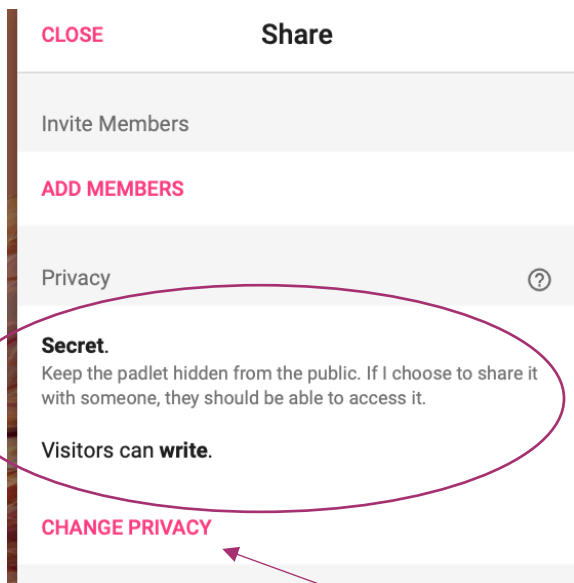 CLOSE Share
Invite Members
ADD MEMBERS
Privacy
Secret.
Keep the padlet hidden from the public. If I choose to share it
with someone, they should be able to access it.
Visitors can write.
CHANGE PRIVACY